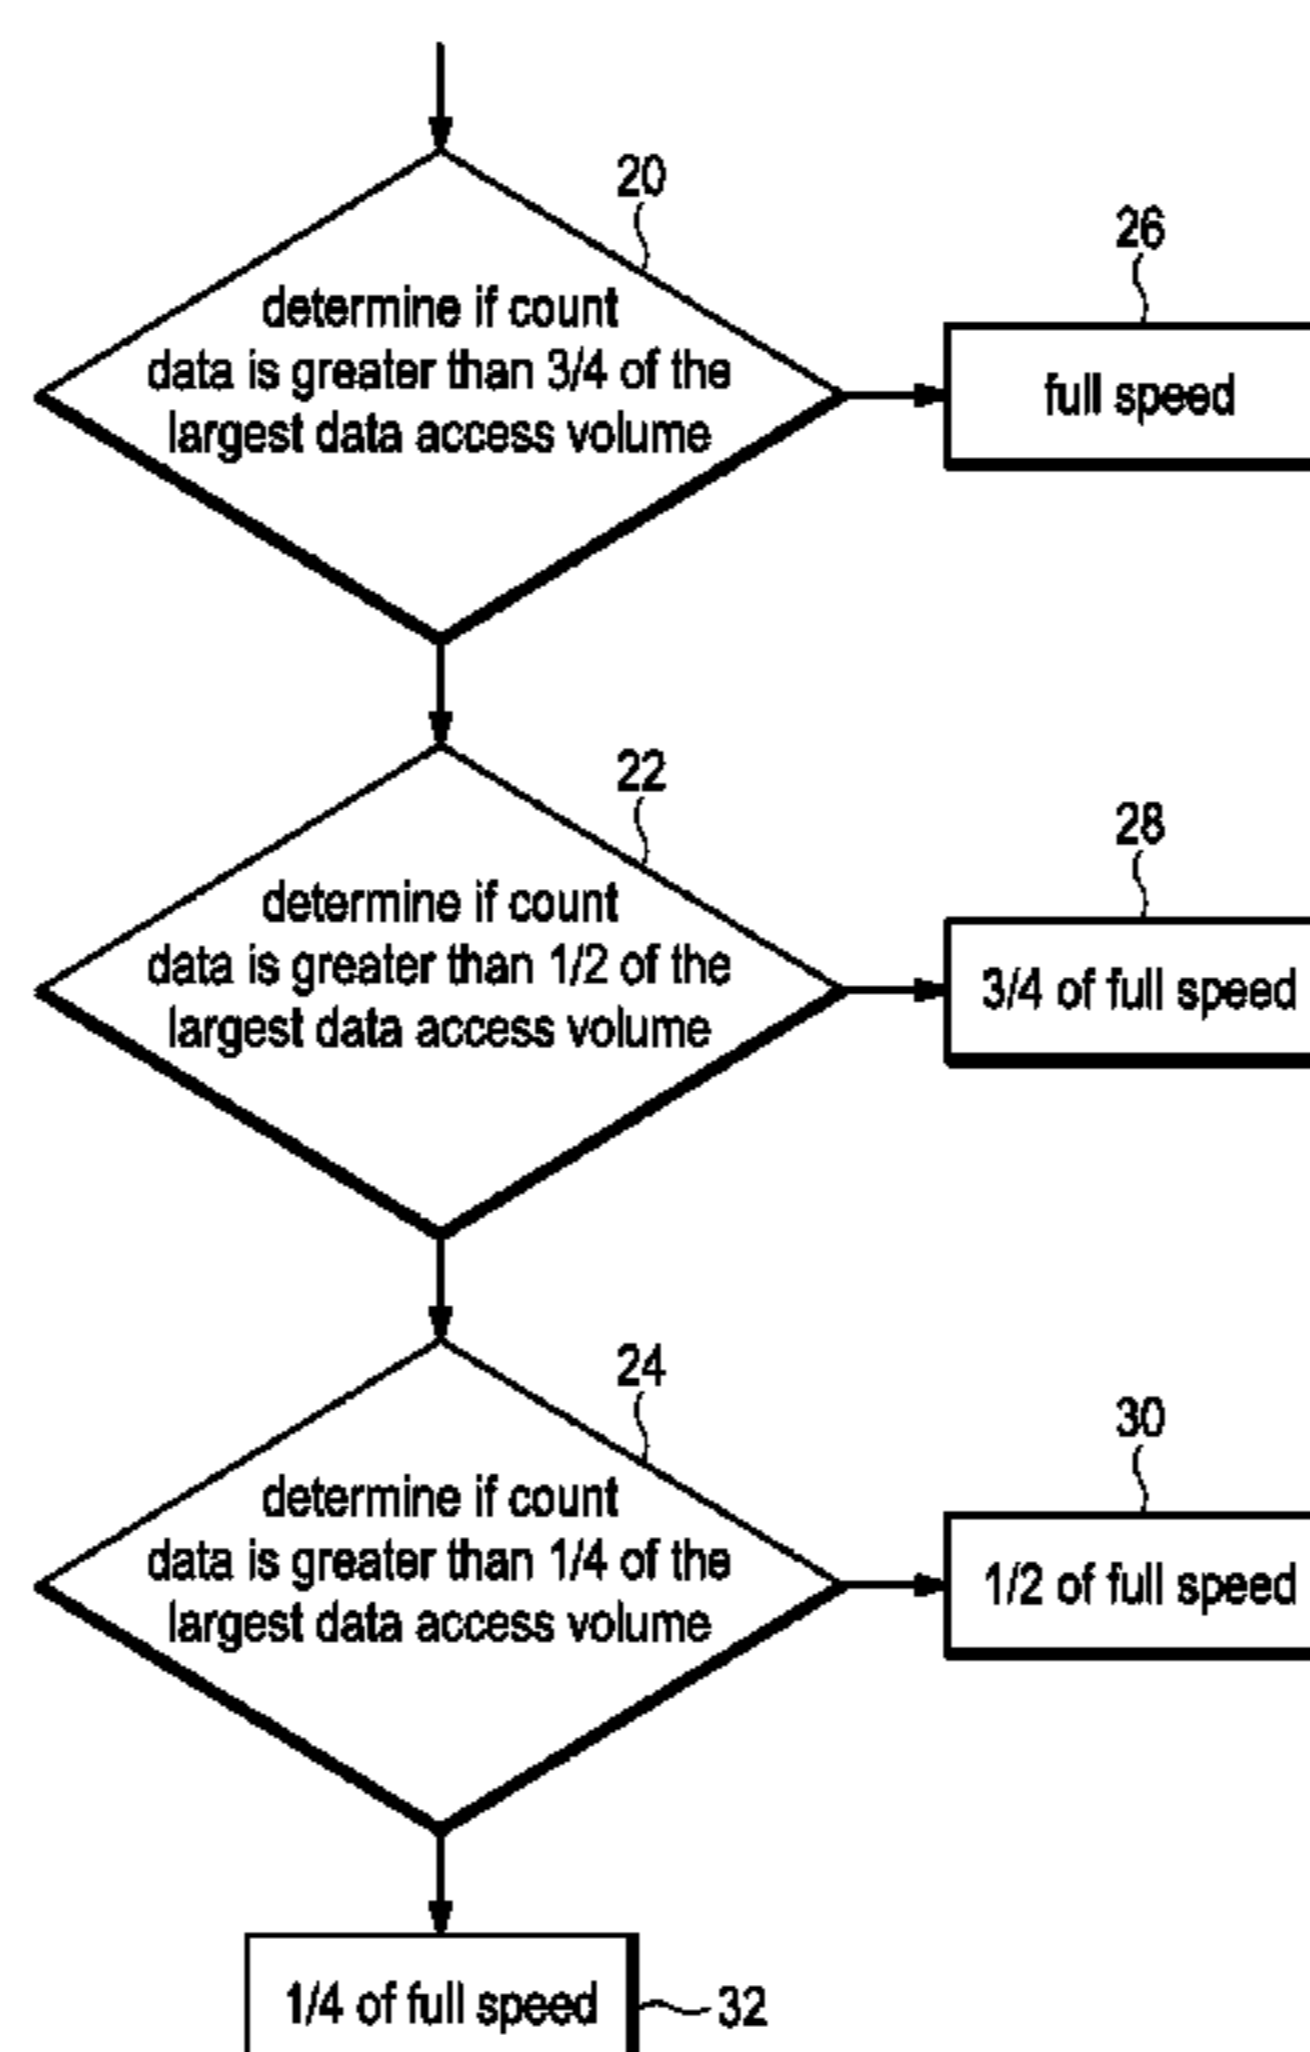 20
determine if count
data is greater than 3/4 of the
largest data access volume
26
full speed
22
determine if count
data is greater than 1/2 of the
largest data access volume
28
3/4 of full speed
24
determine if count
data is greater than 1/4 of the
largest data access volume
30
1/2 of full speed
1/4 of full speed
32